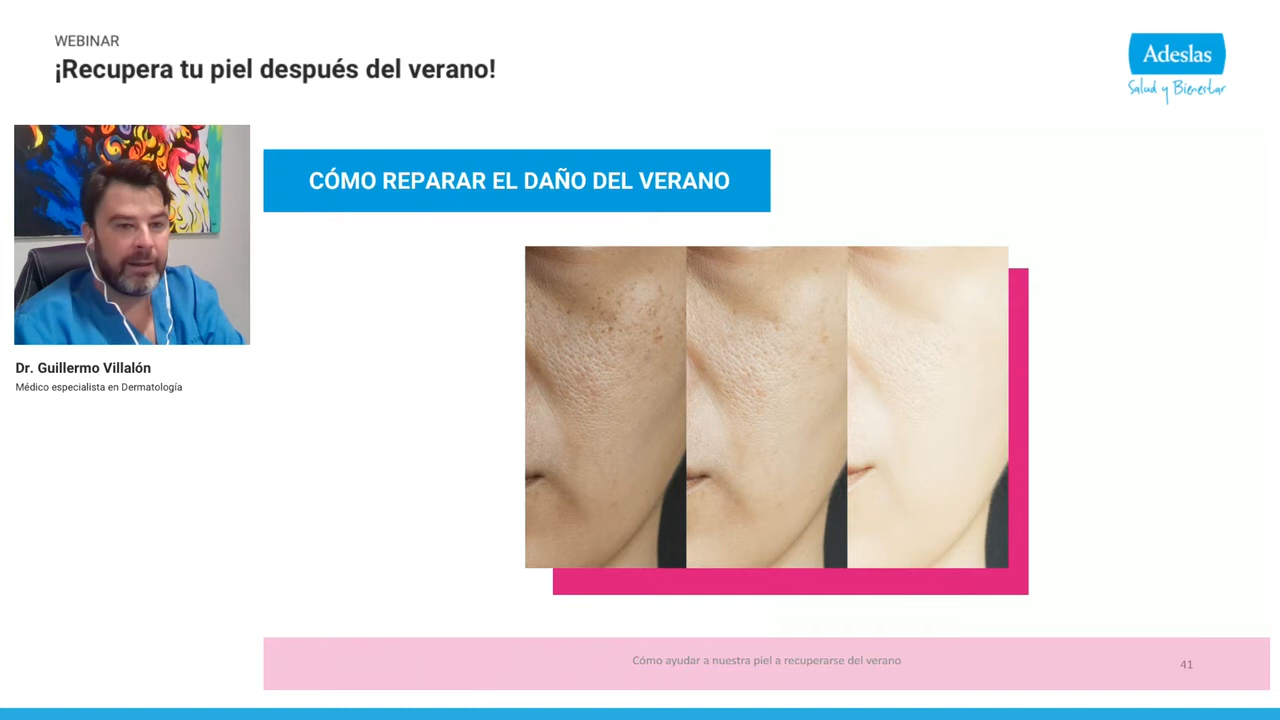 WEBINAR
¡Recupera tu piel después del verano!
Adeslas
Salud y Bienestar
CÓMO REPARAR EL DAÑO DEL VERANO
Dr. Guillermo Villalón
Médico especialista en Dermatología
Cómo ayudar a nuestra piel a recuperarse del verano
41